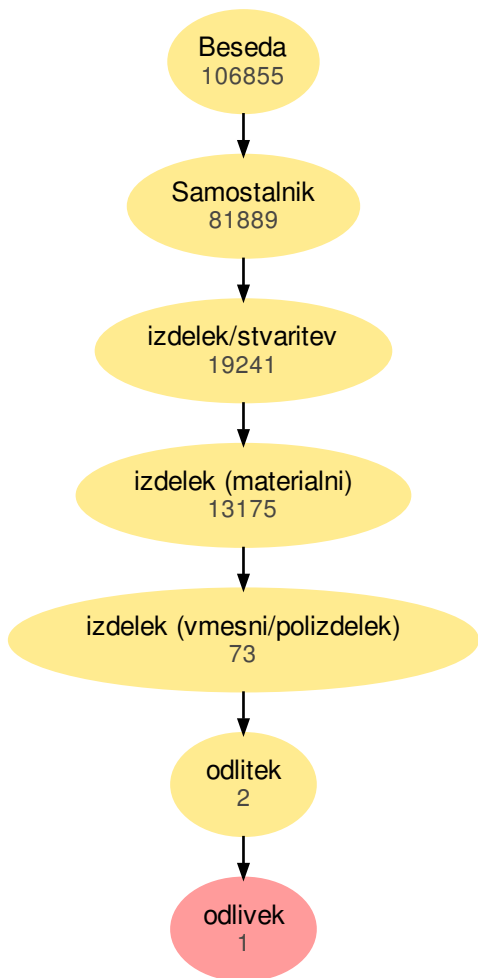 Beseda
106855
Samostalnik
81889
izdelek/stvaritev
19241
izdelek (materialni)
13175
izdelek (vmesni/polizdelek)
73
odlitek
2
odlivek
1